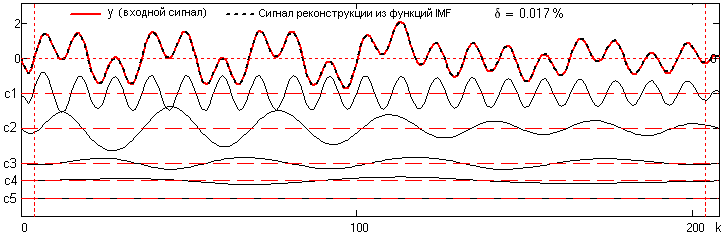 y (входной сигнал) Сигнал реконструкции из функций IMF δ = 0.017 %
2
0
c1
c2
c3
c4
c5
0 100 200 k